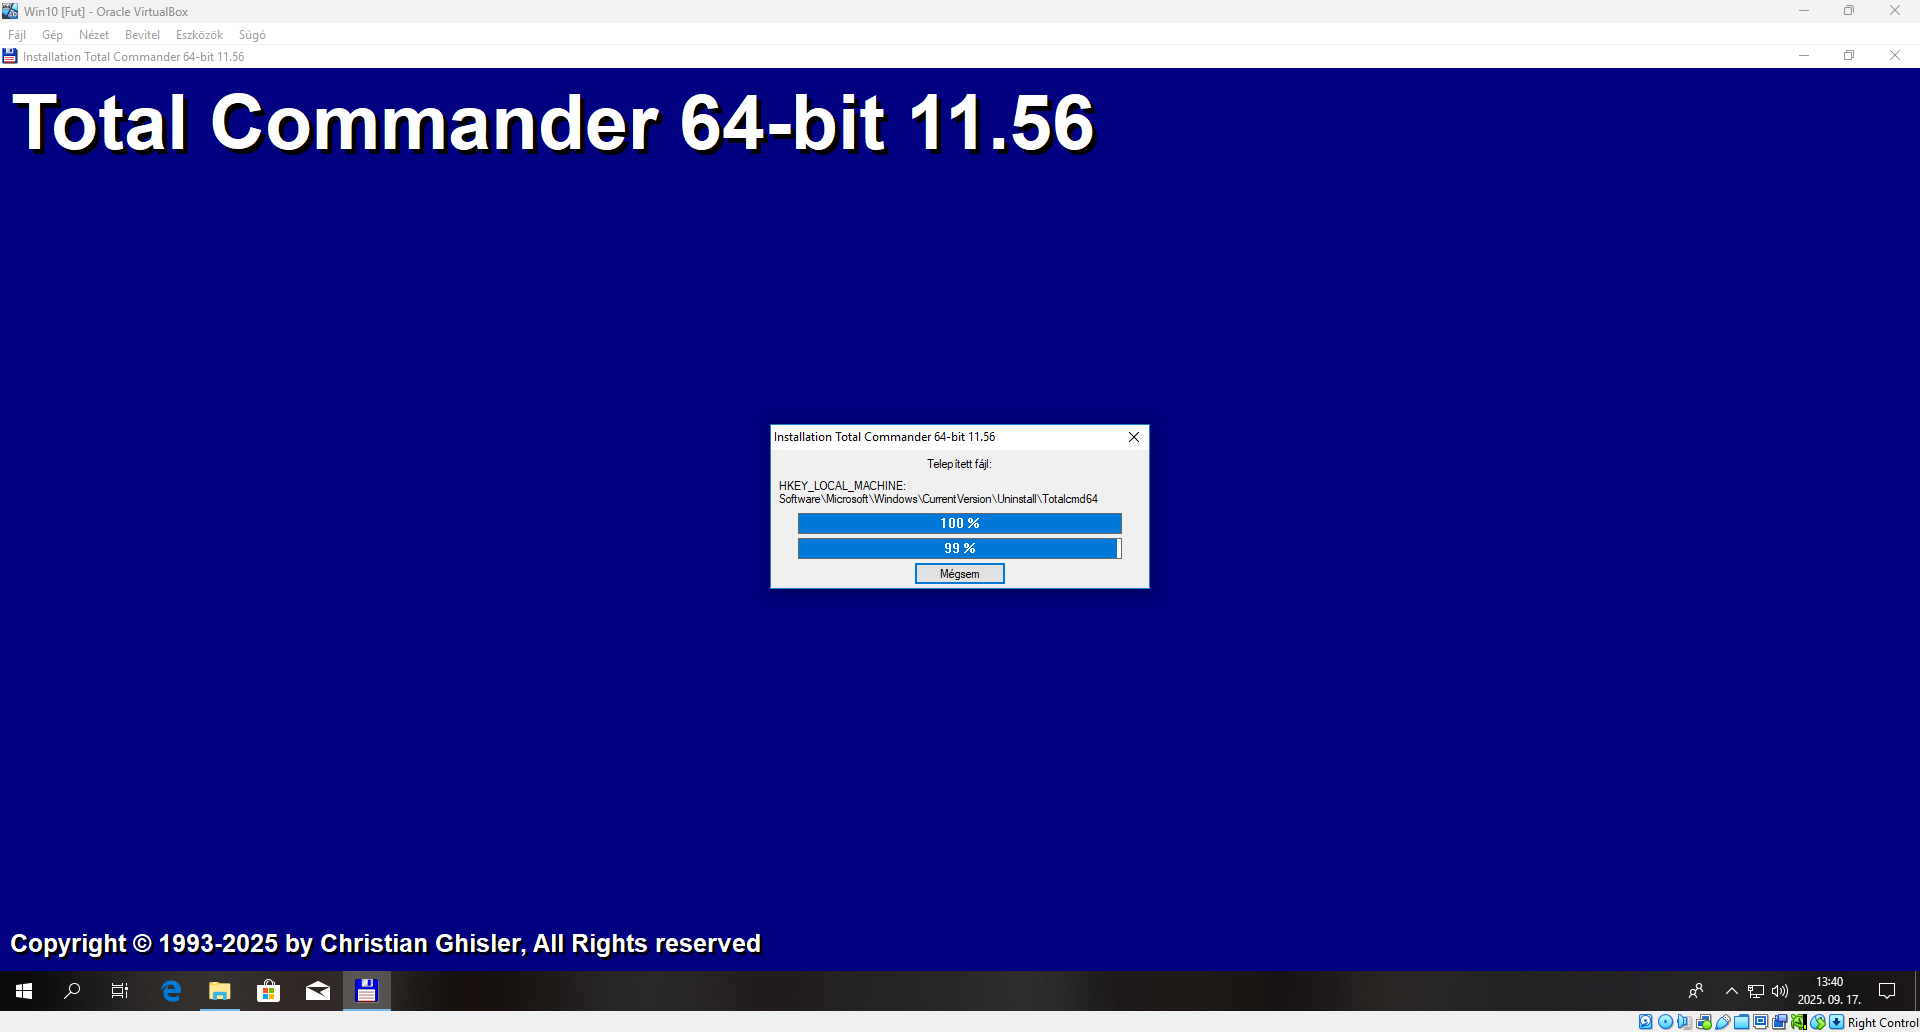 Win10 [Fut] - Oracle VirtualBox
Fájl Gép Nézet Bevitel Eszközök Súgó
Installation Total Commander 64-bit 11.56
Total Commander 64-bit 11.56
Installation Total Commander 64-bit 11.56
Telepített fájl:
HKEY_LOCAL_MACHINE:
Software\Microsoft\Windows\CurrentVersion\Uninstall\Totalcmd64
100 %
99 %
Mégsem
Copyright © 1993-2025 by Christian Ghisler, All Rights reserved
13:40
2025. 09. 17.
Right Control